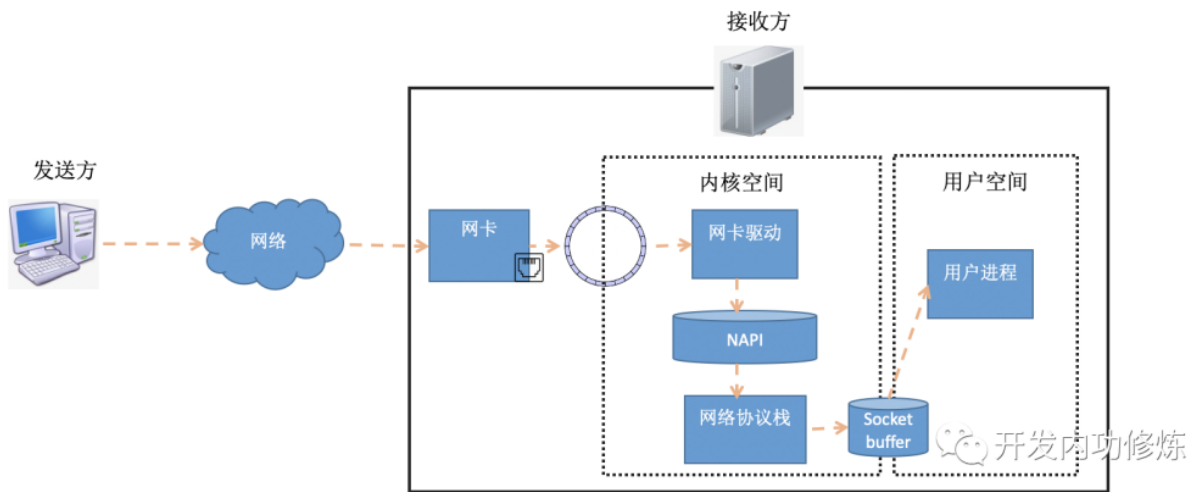 接收方
发送方
内核空间
用户空间
网络
网卡
网卡驱动
用户进程
NAPI
网络协议栈
Socket
buffer
开发内功修炼